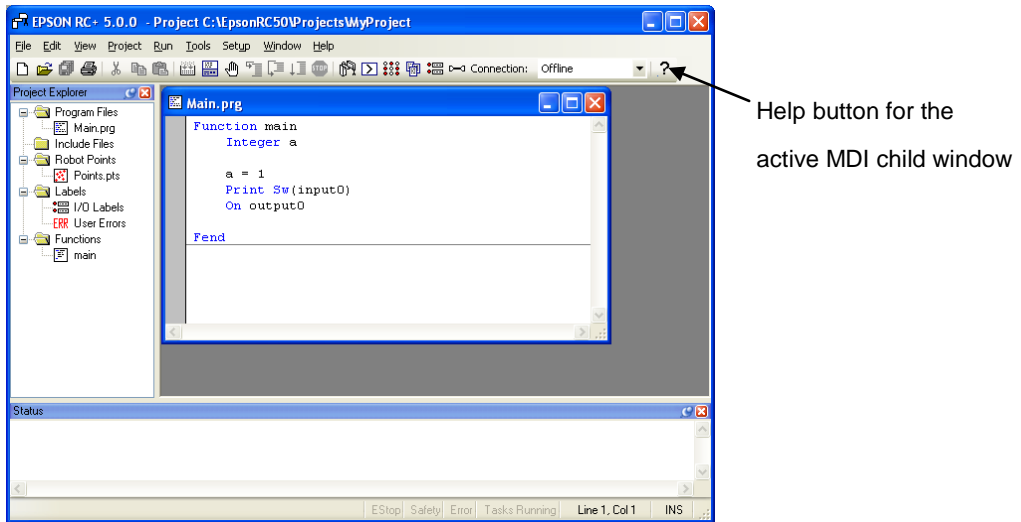 EPSON RC+ 5.0.0 - Project C:\EpsonRC50\Projects\MyProject
File Edit View Project Run Tools Setup Window Help
STOP Connection: Offline ?
Project Explorer
Program Files
Main.prg
Include Files
Robot Points
Points.pts
Labels
I/O Labels
ERR User Errors
Functions
main
Main.prg
Function main
Integer a
a = 1
Print Sw(input0)
On output0
Fend
Help button for the
active MDI child window
Status
EStop Safety Error Tasks Running Line 1, Col 1 INS